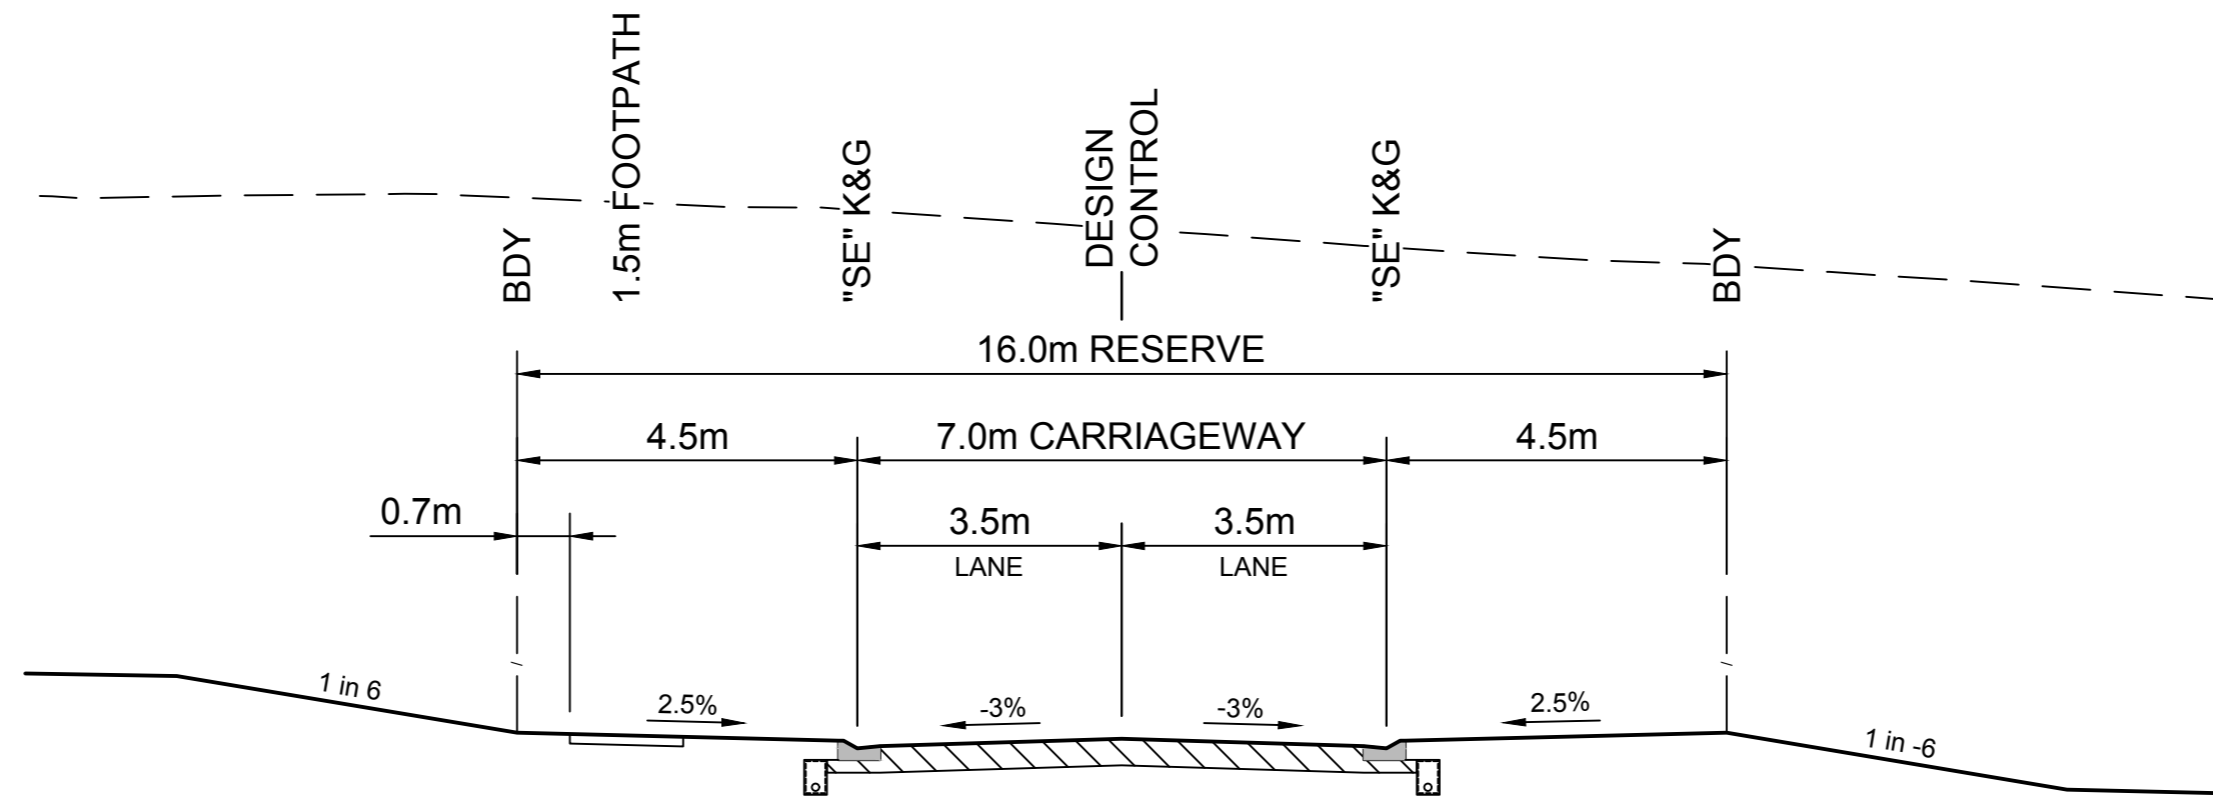 BDY
1.5m FOOTPATH
"SE" K&G
DESIGN
CONTROL
"SE" K&G
BDY
16.0m RESERVE
4.5m
7.0m CARRIAGEWAY
4.5m
0.7m
3.5m
LANE
3.5m
LANE
1 in 6
2.5%
-3%
-3%
2.5%
1 in -6